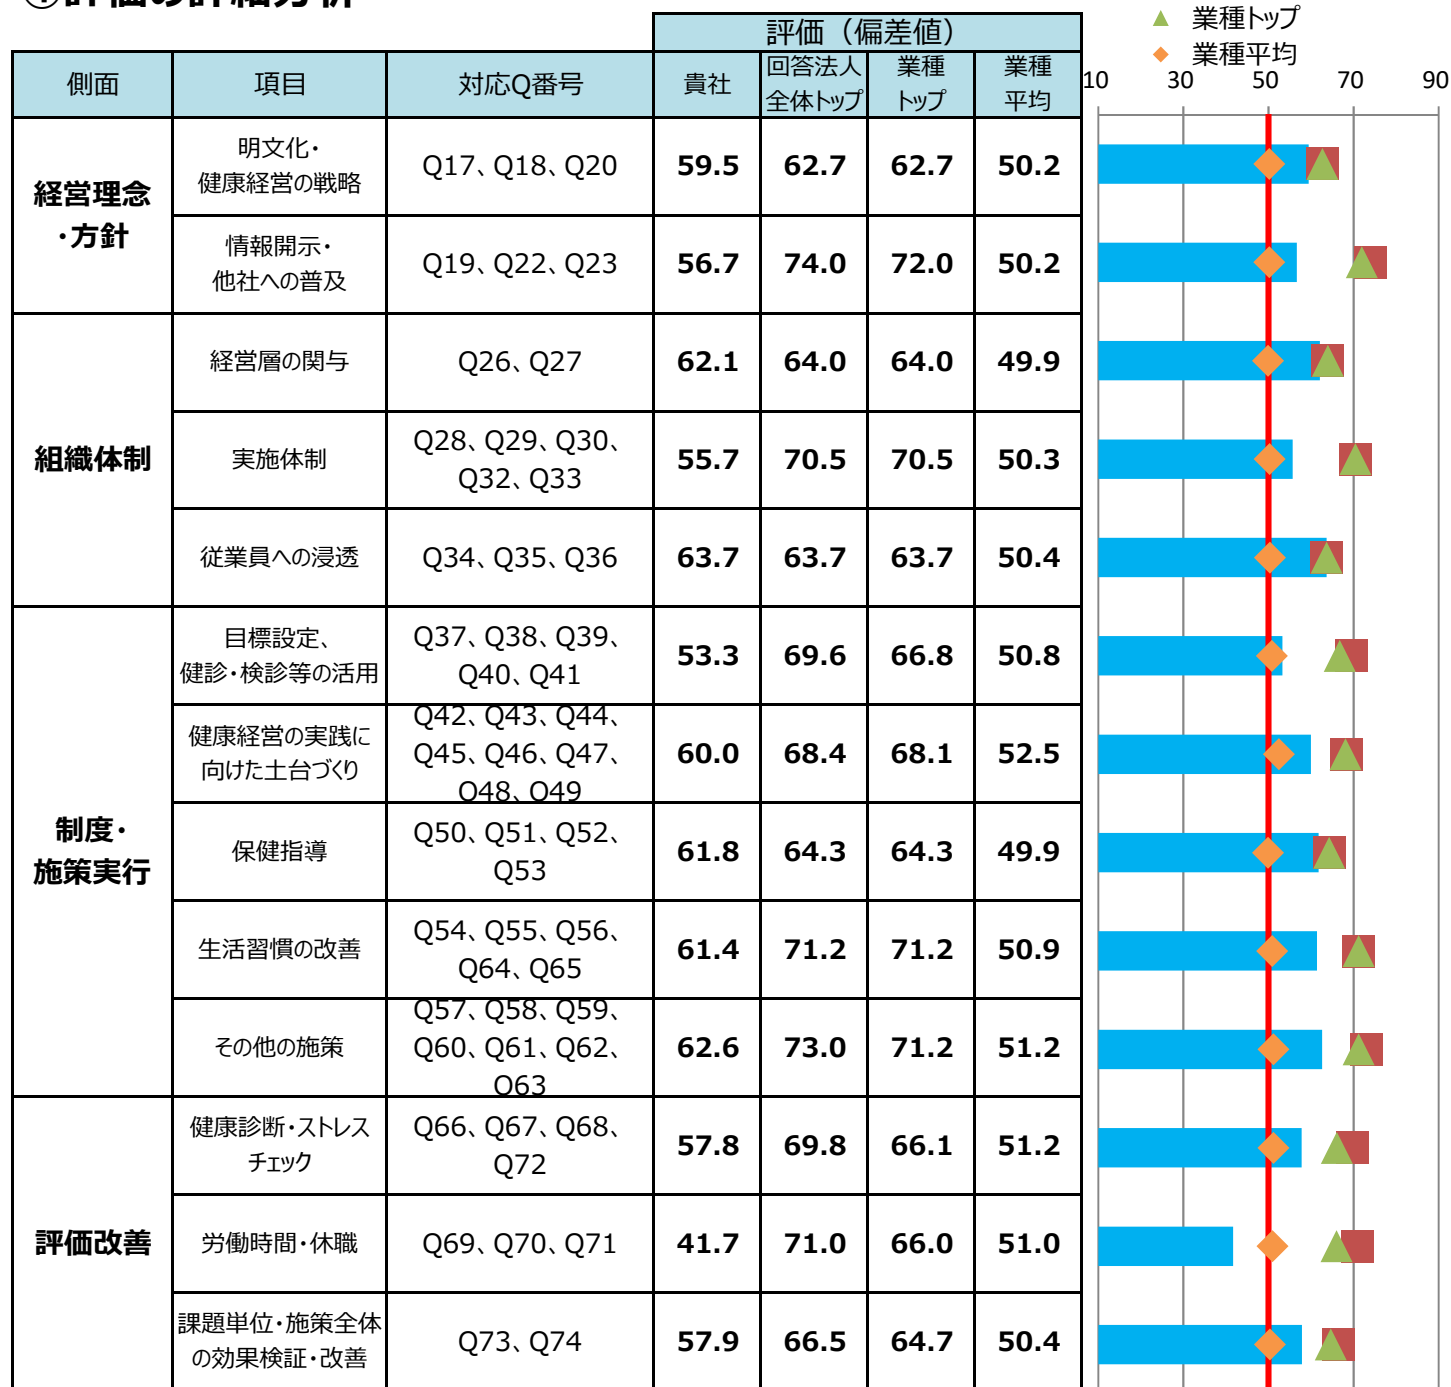 ①評価の詳細分析
業種トップ
業種平均
評価（偏差値）
側面 項目 対応Q番号 貴社 回答法人 業種 業種
全体トップ トップ 平均
10 30 50 70 90
経営理念
・方針
明文化・
健康経営の戦略
Q17、Q18、Q20 59.5 62.7 62.7 50.2
情報開示・
他社への普及
Q19、Q22、Q23 56.7 74.0 72.0 50.2
組織体制
経営層の関与 Q26、Q27 62.1 64.0 64.0 49.9
実施体制
Q28、Q29、Q30、
Q32、Q33
55.7 70.5 70.5 50.3
従業員への浸透 Q34、Q35、Q36 63.7 63.7 63.7 50.4
制度・
施策実行
目標設定、
健診・検診等の活用
Q37、Q38、Q39、
Q40、Q41
53.3 69.6 66.8 50.8
健康経営の実践に
向けた土台づくり
Q42、Q43、Q44、
Q45、Q46、Q47、
Q48、Q49
60.0 68.4 68.1 52.5
保健指導
Q50、Q51、Q52、
Q53
61.8 64.3 64.3 49.9
生活習慣の改善
Q54、Q55、Q56、
Q64、Q65
61.4 71.2 71.2 50.9
その他の施策
Q57、Q58、Q59、
Q60、Q61、Q62、
Q63
62.6 73.0 71.2 51.2
評価改善
健康診断・ストレス
チェック
Q66、Q67、Q68、
Q72
57.8 69.8 66.1 51.2
労働時間・休職 Q69、Q70、Q71 41.7 71.0 66.0 51.0
課題単位・施策全体
の効果検証・改善
Q73、Q74 57.9 66.5 64.7 50.4